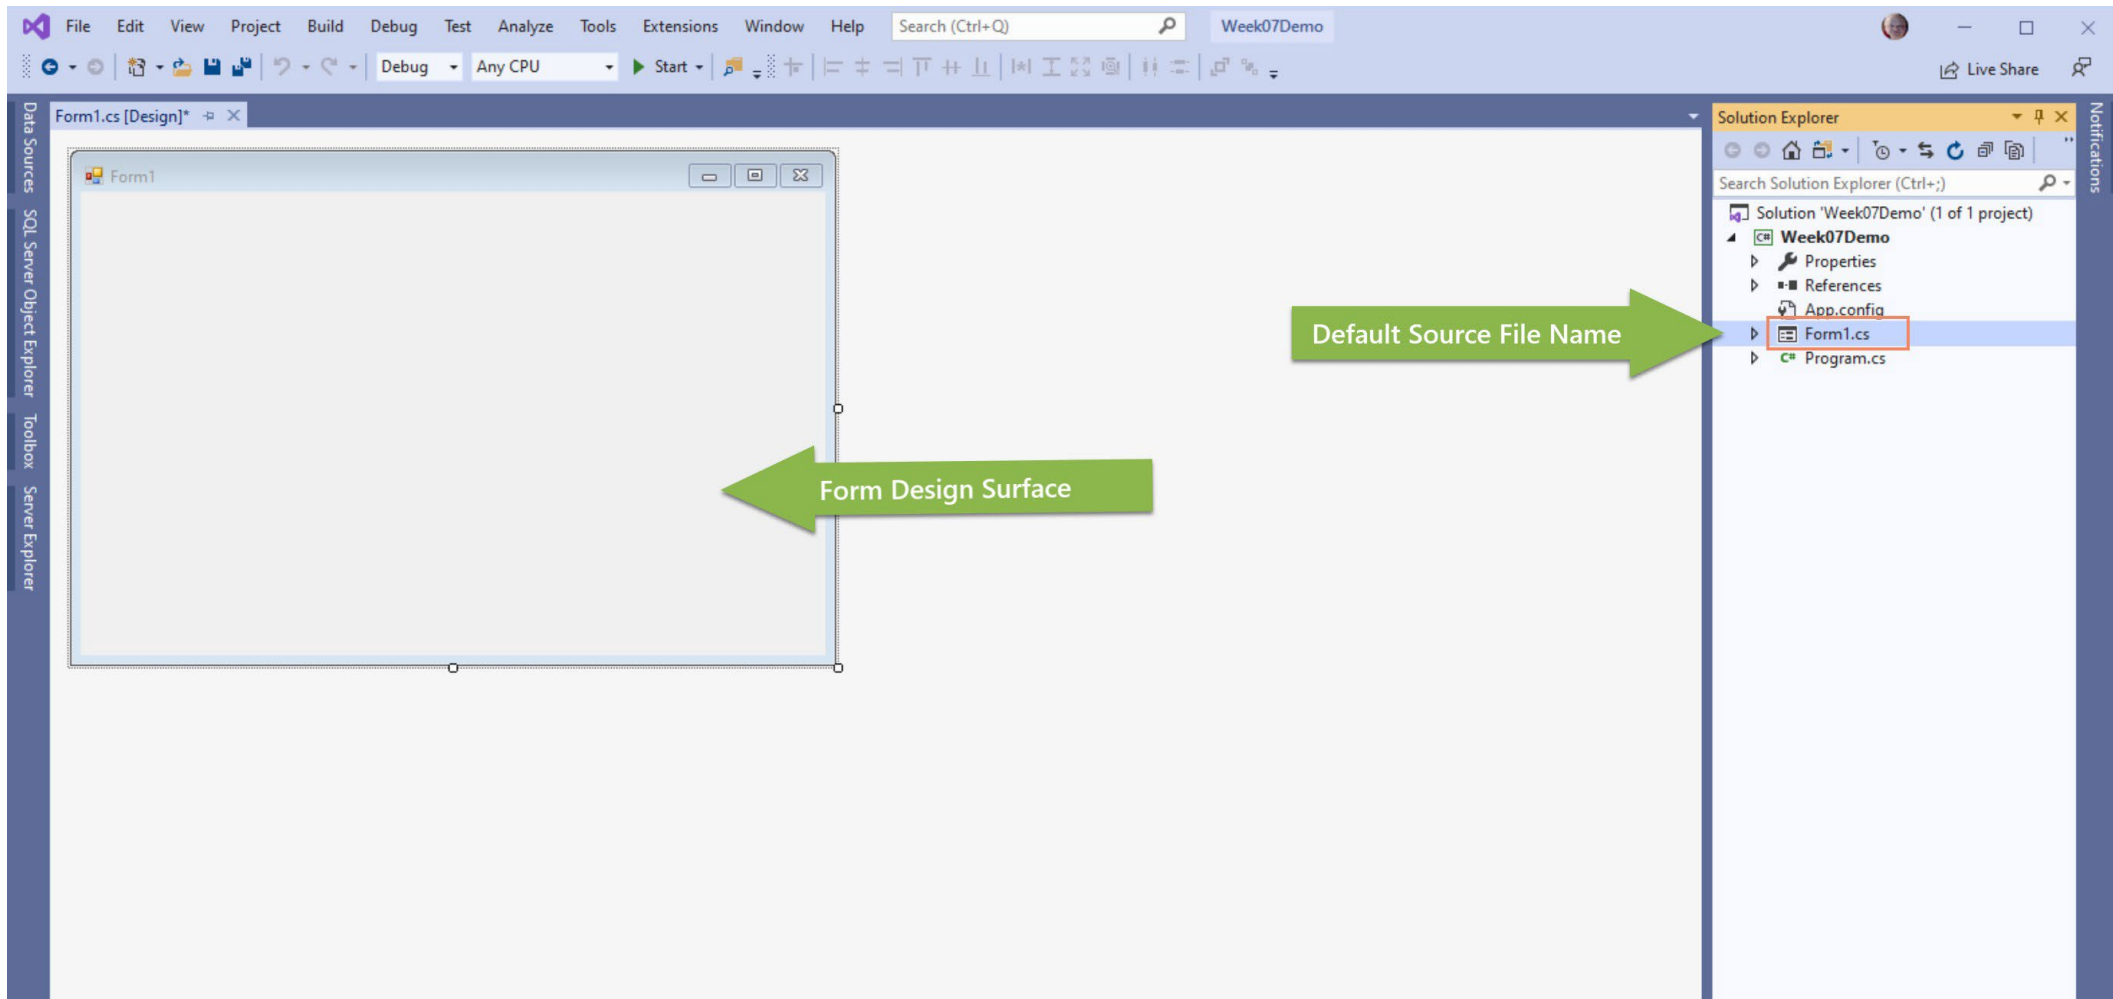 File Edit View Project Build Debug Test Analyze Tools Extensions Window Help Search (Ctrl+Q) Week07Demo
Debug Any CPU Start Live Share
Form1.cs [Design]*
Form1
Data Sources
SQL Server Object Explorer
Toolbox
Server Explorer
Form Design Surface
Default Source File Name
Solution Explorer
Search Solution Explorer (Ctrl+;)
Solution 'Week07Demo' (1 of 1 project)
C# Week07Demo
Properties
References
App.config
Form1.cs
C# Program.cs
Notifications